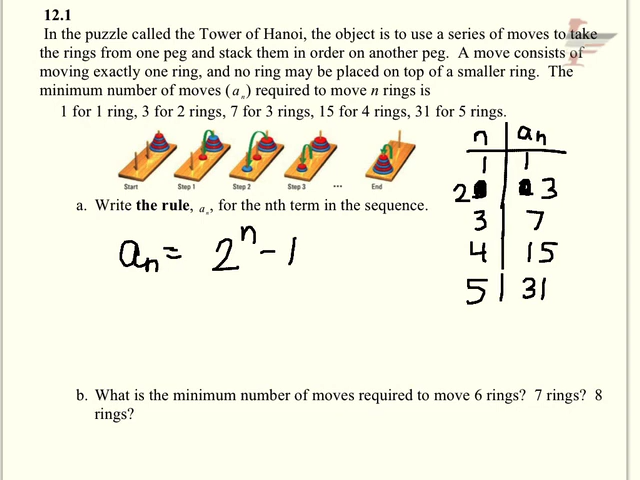 12.1
In the puzzle called the Tower of Hanoi, the object is to use a series of moves to take
the rings from one peg and stack them in order on another peg. A move consists of
moving exactly one ring, and no ring may be placed on top of a smaller ring. The
minimum number of moves (aₙ) required to move n rings is
1 for 1 ring, 3 for 2 rings, 7 for 3 rings, 15 for 4 rings, 31 for 5 rings.
n | aₙ
1 | 1
2 | 3
3 | 7
4 | 15
5 | 31
Start Step 1 Step 2 Step 3 ... End
a. Write the rule, aₙ, for the nth term in the sequence.
aₙ = 2ⁿ - 1
b. What is the minimum number of moves required to move 6 rings? 7 rings? 8
rings?